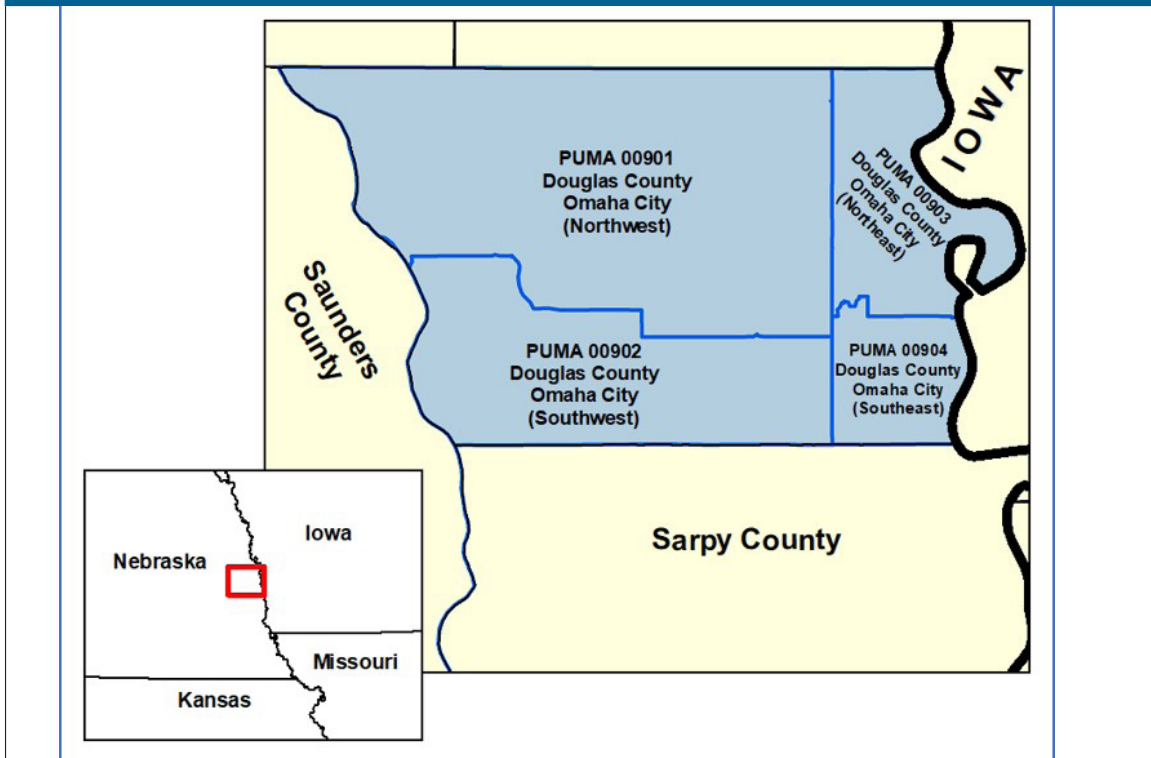 IOWA
PUMA 00901
Douglas County
Omaha City
(Northwest)
PUMA 00903
Douglas County
Omaha City
(Northeast)
Saunders
County
PUMA 00902
Douglas County
Omaha City
(Southwest)
PUMA 00904
Douglas County
Omaha City
(Southeast)
Sarpy County
Nebraska
Iowa
Missouri
Kansas